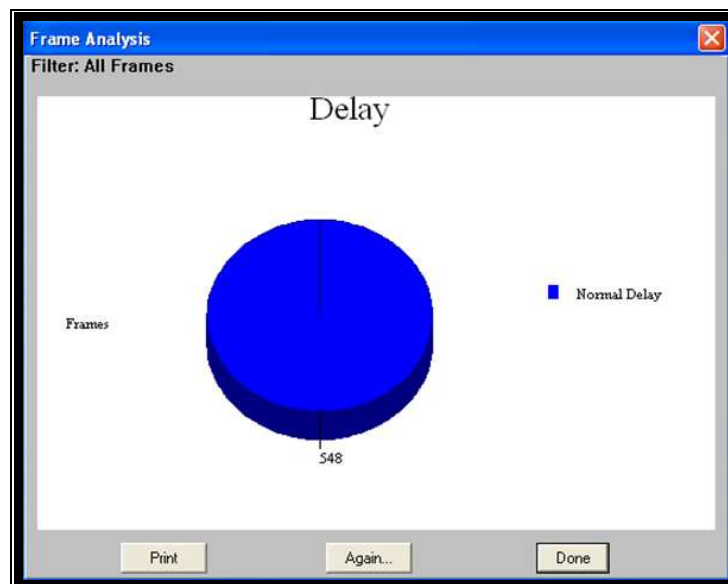 Frame Analysis
Filter: All Frames
Delay
Normal Delay
Frames
548
Print
Again...
Done